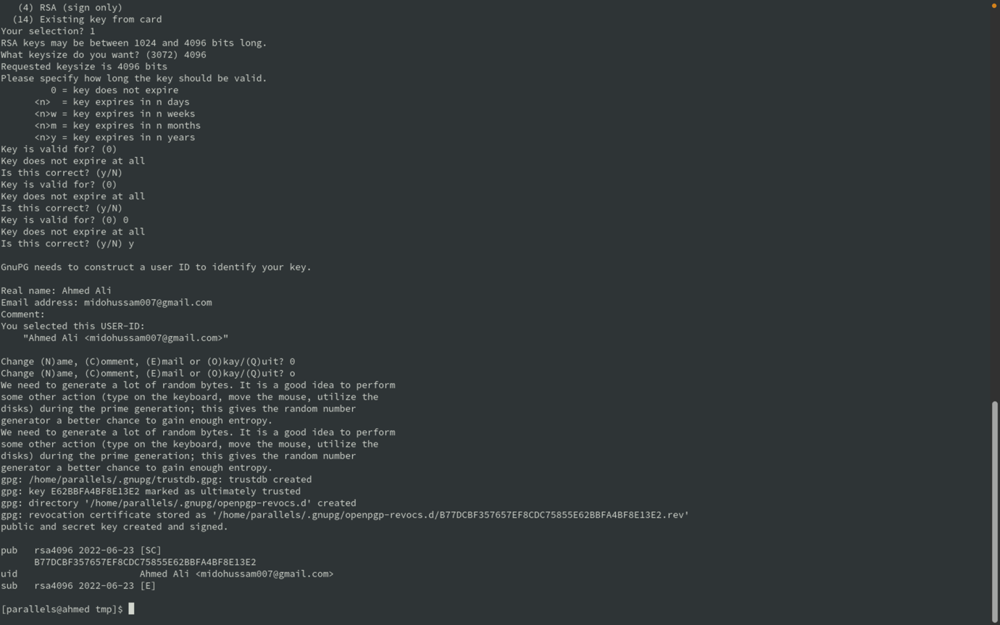 (4) RSA (sign only)
  (14) Existing key from card
Your selection? 1
RSA keys may be between 1024 and 4096 bits long.
What keysize do you want? (3072) 4096
Requested keysize is 4096 bits
Please specify how long the key should be valid.
         0 = key does not expire
      <n>  = key expires in n days
      <n>w = key expires in n weeks
      <n>m = key expires in n months
      <n>y = key expires in n years
Key is valid for? (0)
Key does not expire at all
Is this correct? (y/N)
Key is valid for? (0)
Key does not expire at all
Is this correct? (y/N)
Key is valid for? (0) 0
Key does not expire at all
Is this correct? (y/N) y

GnuPG needs to construct a user ID to identify your key.

Real name: Ahmed Ali
Email address: midohussam007@gmail.com
Comment:
You selected this USER-ID:
    "Ahmed Ali <midohussam007@gmail.com>"

Change (N)ame, (C)omment, (E)mail or (O)kay/(Q)uit? 0
Change (N)ame, (C)omment, (E)mail or (O)kay/(Q)uit? o
We need to generate a lot of random bytes. It is a good idea to perform
some other action (type on the keyboard, move the mouse, utilize the
disks) during the prime generation; this gives the random number
generator a better chance to gain enough entropy.
We need to generate a lot of random bytes. It is a good idea to perform
some other action (type on the keyboard, move the mouse, utilize the
disks) during the prime generation; this gives the random number
generator a better chance to gain enough entropy.
gpg: /home/parallels/.gnupg/trustdb.gpg: trustdb created
gpg: key E62BBFA4BF8E13E2 marked as ultimately trusted
gpg: directory '/home/parallels/.gnupg/openpgp-revocs.d' created
gpg: revocation certificate stored as '/home/parallels/.gnupg/openpgp-revocs.d/B77DCBF357657EF8CDC75855E62BBFA4BF8E13E2.rev'
public and secret key created and signed.

pub   rsa4096 2022-06-23 [SC]
      B77DCBF357657EF8CDC75855E62BBFA4BF8E13E2
uid                      Ahmed Ali <midohussam007@gmail.com>
sub   rsa4096 2022-06-23 [E]

[parallels@ahmed tmp]$